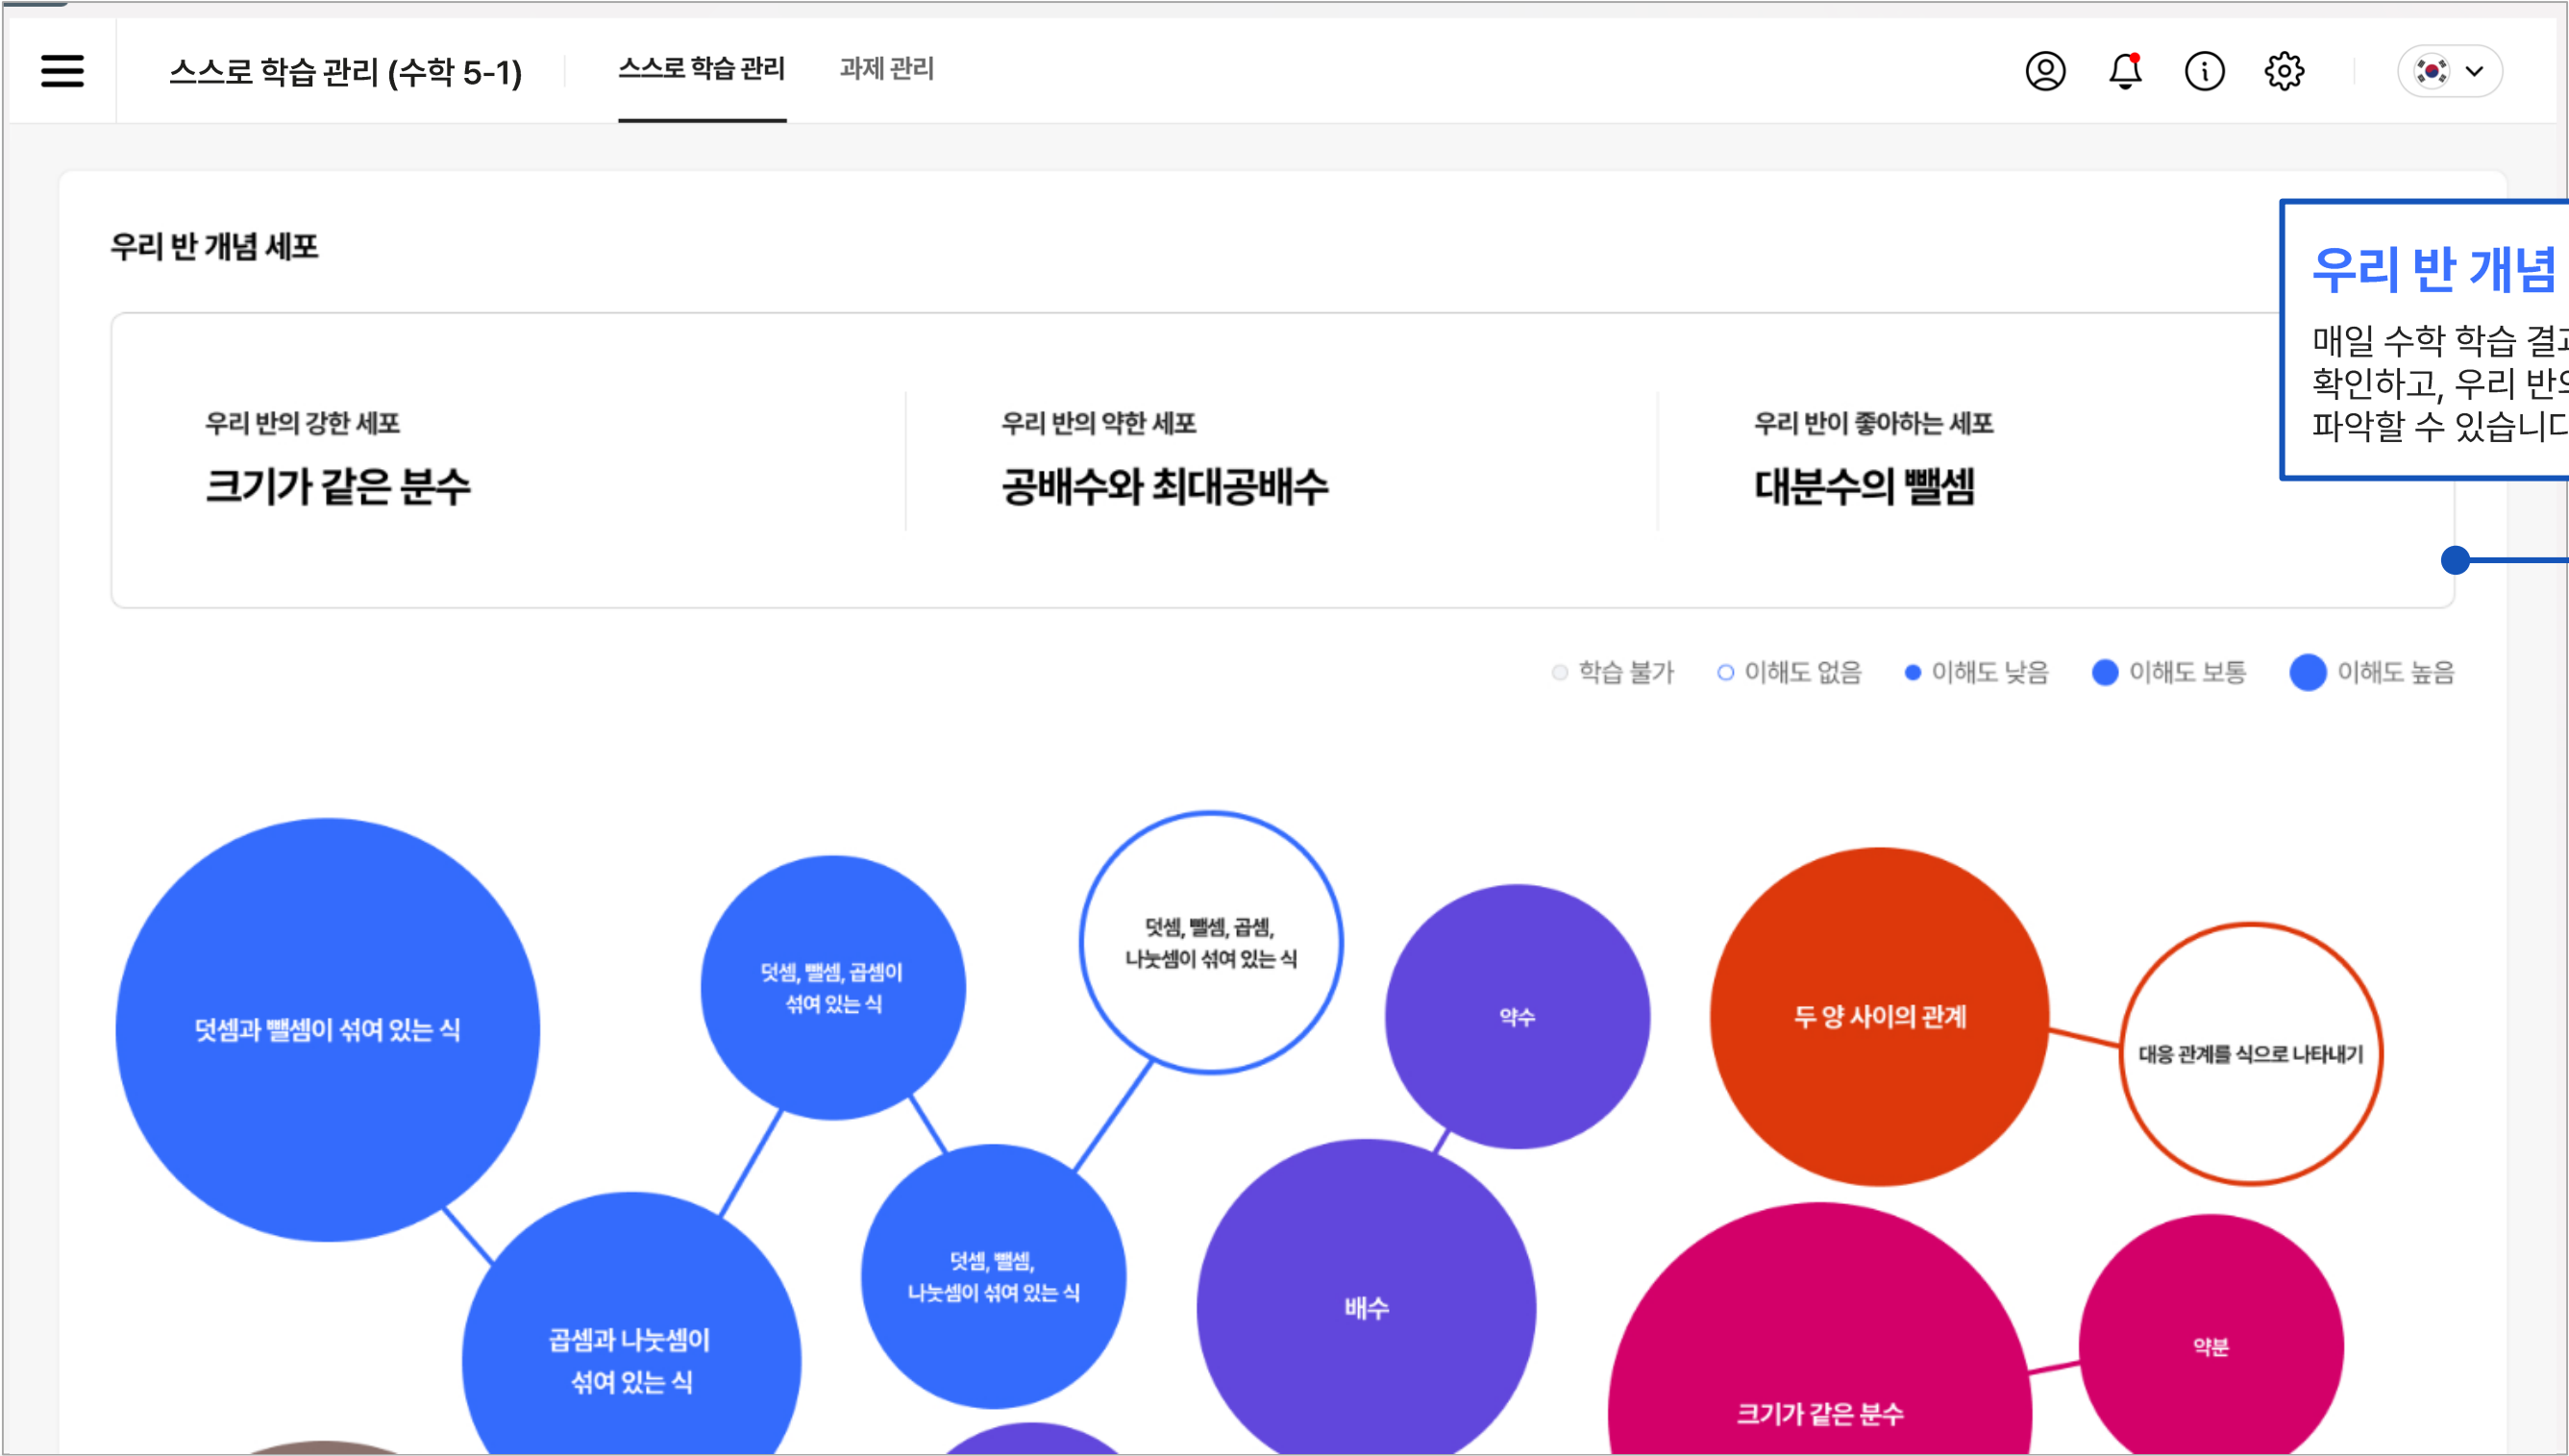 스스로 학습 관리 (수학 5-1)
스스로 학습 관리
과제 관리
우리 반 개념 세포
우리 반 개념
매일 수학 학습
확인하고, 우리
파악할 수
우리 반의 강한 세포
크기가 같은 분수
우리 반의 약한 세포
공배수와 최대공배수
우리 반이 좋아하는 세포
대분수의 뺄셈
학습 불가
이해도 없음
이해도 낮음
이해도 보통
이해도 높음
덧셈과 뺄셈이 섞여 있는 식
덧셈, 뺄셈, 곱셈이
섞여 있는 식
덧셈, 뺄셈, 곱셈,
나눗셈이 섞여 있는 식
약수
두 양 사이의 관계
대응 관계를 식으로 나타내기
곱셈과 나눗셈이
섞여 있는 식
덧셈, 뺄셈,
나눗셈이 섞여 있는 식
배수
크기가 같은 분수
약분